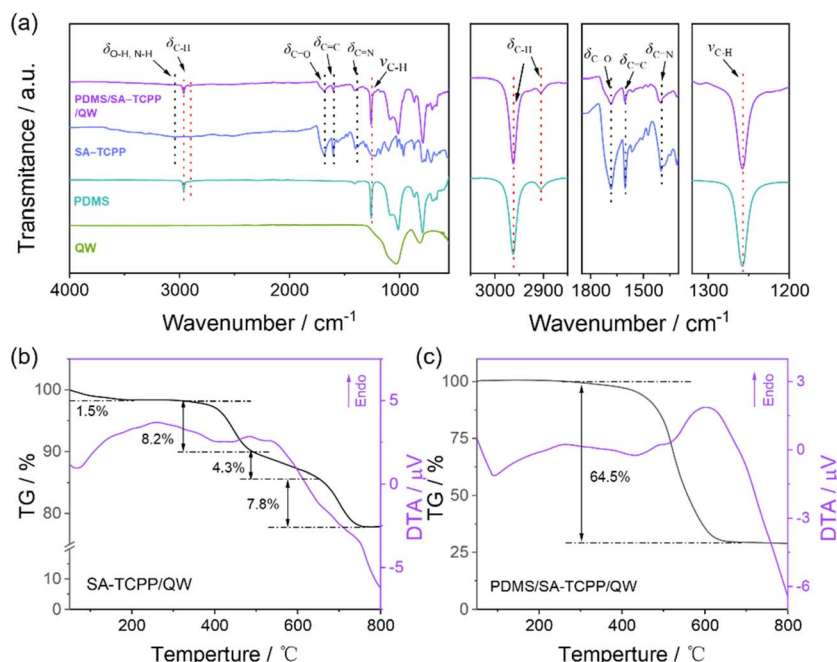 (a)
δO-H, N-H
δC-H
δC=O
δC=C
δC=N
νC-H
δC-H
δC=O
δC=C
δC=N
νC-H
PDMS/SA-TCPP
/QW
SA-TCPP
PDMS
QW
Transmitance / a.u.
4000 3000 2000 1000
3050 2900
1800 1500
1300 1200
Wavenumber / cm-1
Wavenumber / cm-1
(b)
100
90
80
10
0
TG / %
1.5%
8.2%
4.3%
7.8%
Endo
5
0
-5
DTA / μV
SA-TCPP/QW
200 400 600 800
Temperture / ℃
(c)
100
75
50
25
0
TG / %
64.5%
Endo
3
0
-3
-6
DTA / μV
PDMS/SA-TCPP/QW
200 400 600 800
Temperture / ℃